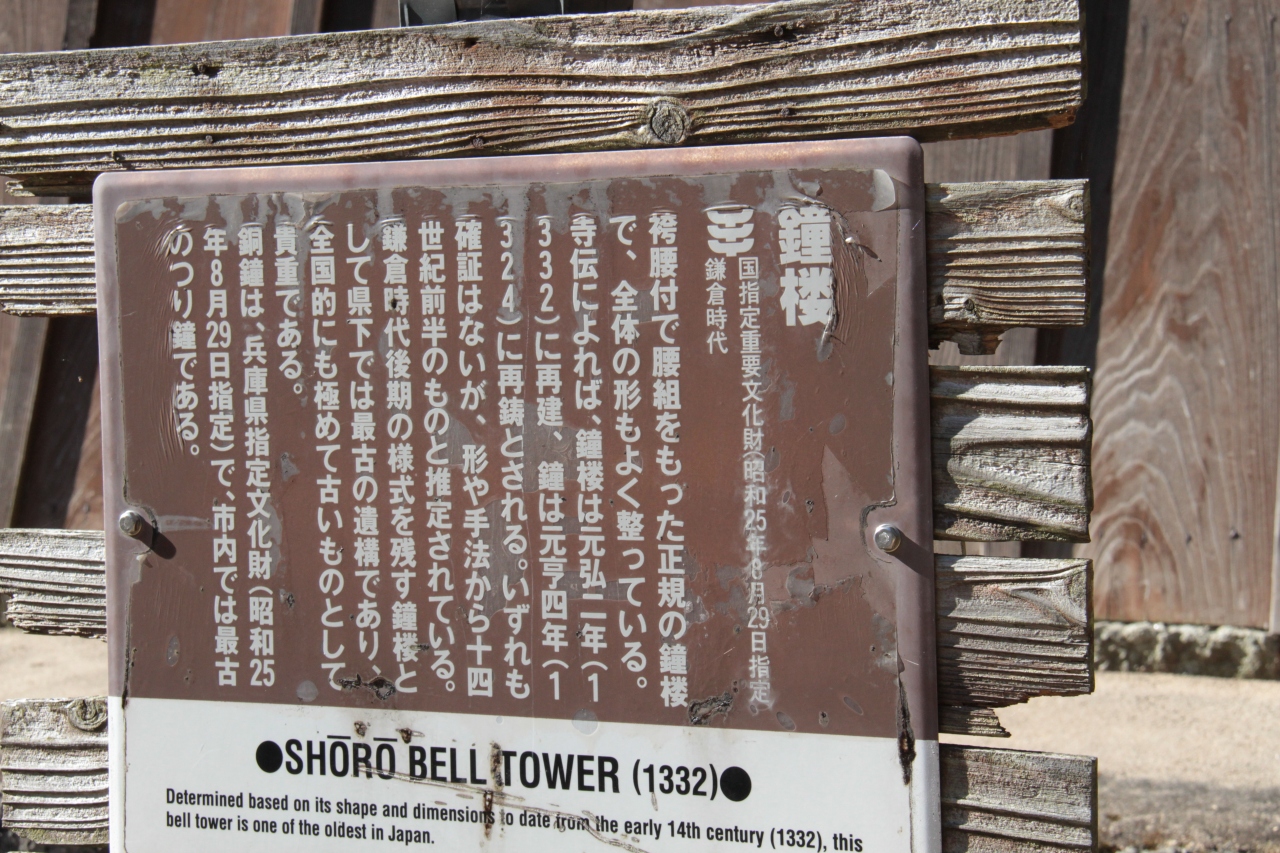 鐘楼
国指定重要文化財(昭和25年8月29日指定
鎌倉時代
袴腰付で腰組をもった正規の鐘楼
で、全体の形もよく整っている。
寺伝によれば、鐘楼は元弘二年(1
332)に再建、鐘は元亨四年(1
324)に再鋳とされる。いずれも
確証はないが、形や手法から十四
世紀前半のものと推定されている。
鎌倉時代後期の様式を残す鐘楼と
して県下では最古の遺構であり、
全国的にも極めて古いものとして
貴重である。
銅鐘は、兵庫県指定文化財(昭和25
年8月29日指定)で、市内では最古
のつり鐘である。
●SHŌRŌ BELL TOWER (1332)●
Determined based on its shape and dimensions to date from the early 14th century (1332), this
bell tower is one of the oldest in Japan.